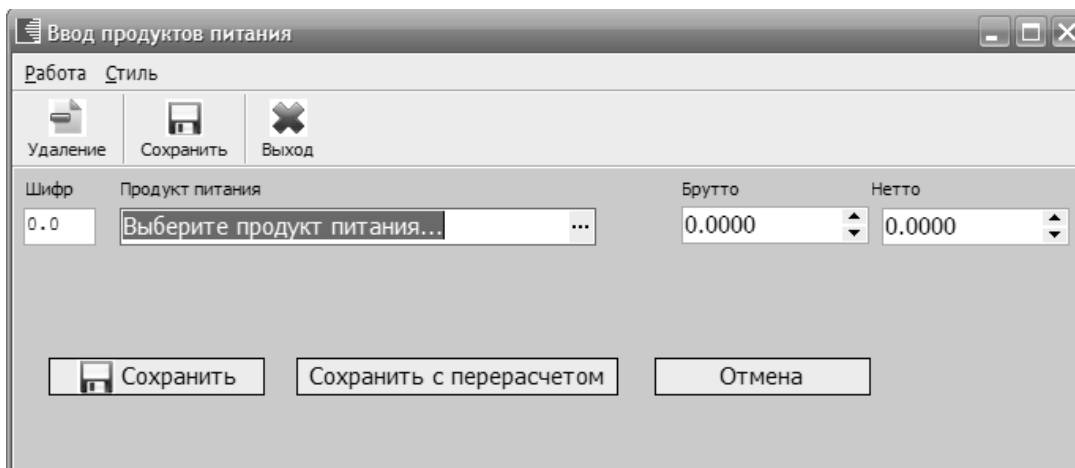 Ввод продуктов питания
Работа Стиль
Удаление Сохранить Выход
Шифр Продукт питания Брутто Нетто
0.0 Выберите продукт питания... ... 0.0000 0.0000
Сохранить Сохранить с перерасчетом Отмена